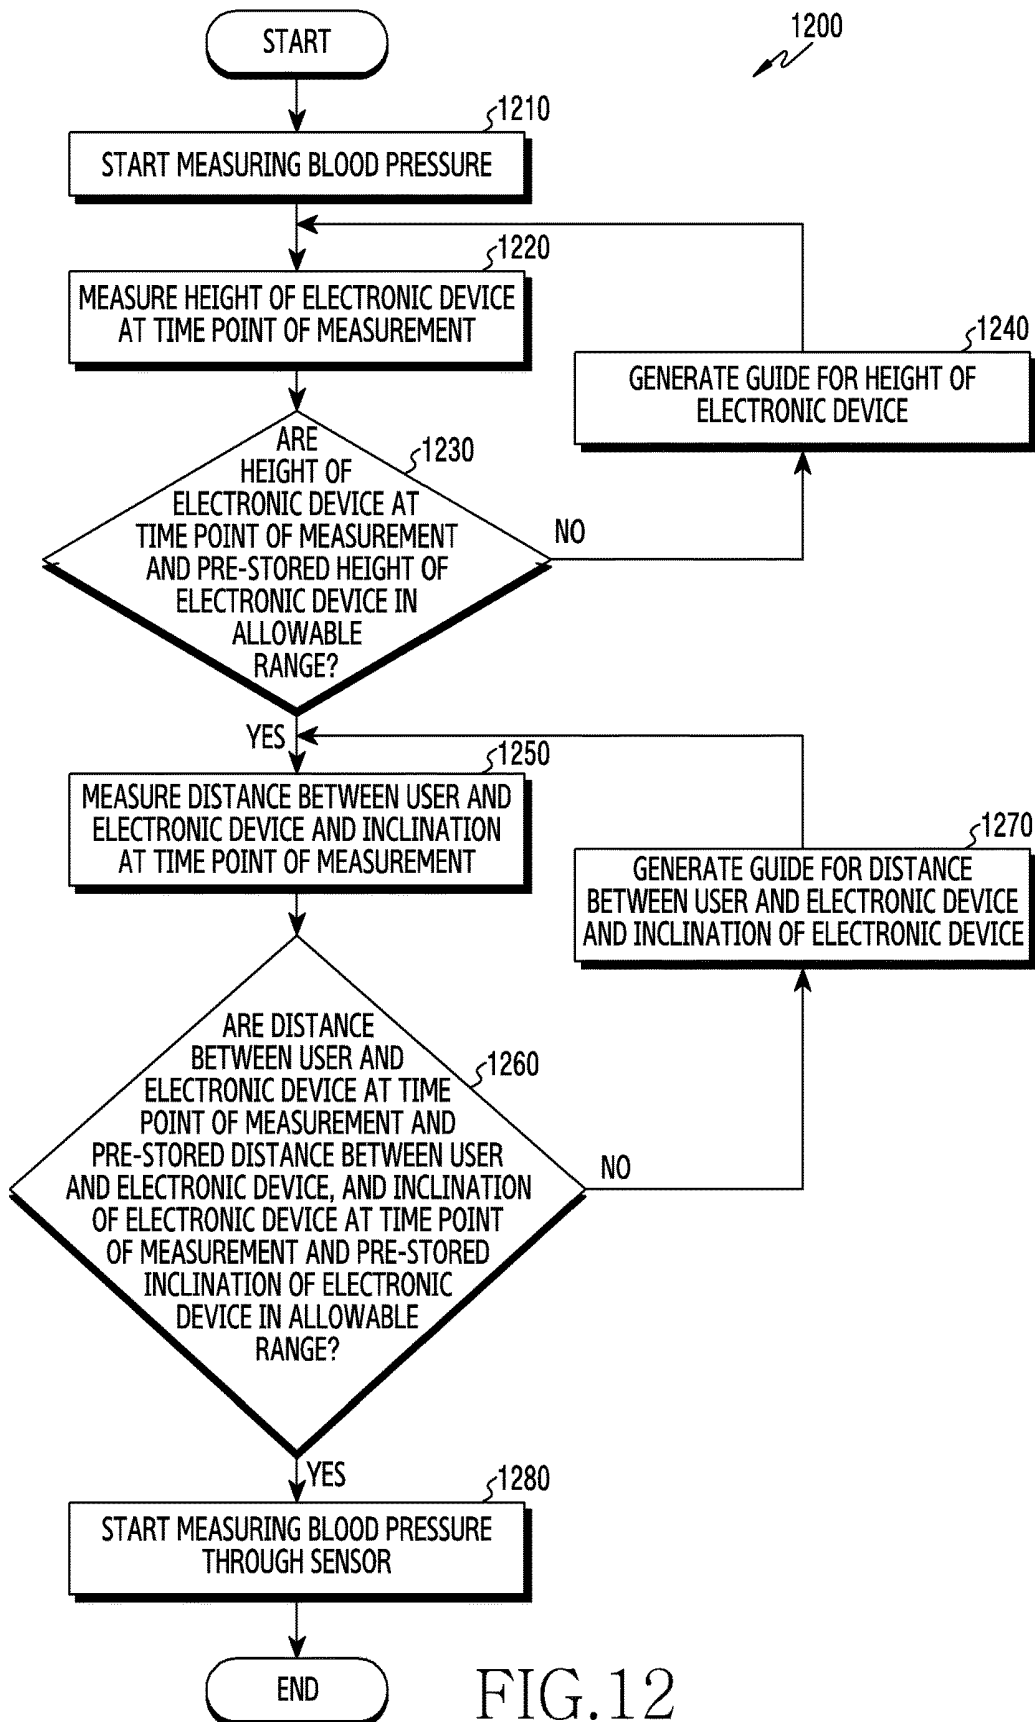 START
1200
1210
START MEASURING BLOOD PRESSURE
1220
MEASURE HEIGHT OF ELECTRONIC DEVICE
AT TIME POINT OF MEASUREMENT
1240
GENERATE GUIDE FOR HEIGHT OF
ELECTRONIC DEVICE
1230
ARE
HEIGHT OF
ELECTRONIC DEVICE AT
TIME POINT OF MEASUREMENT
AND PRE-STORED HEIGHT OF
ELECTRONIC DEVICE IN
ALLOWABLE
RANGE?
NO
YES
1250
MEASURE DISTANCE BETWEEN USER AND
ELECTRONIC DEVICE AND INCLINATION
AT TIME POINT OF MEASUREMENT
1270
GENERATE GUIDE FOR DISTANCE
BETWEEN USER AND ELECTRONIC DEVICE
AND INCLINATION OF ELECTRONIC DEVICE
1260
ARE DISTANCE
BETWEEN USER AND
ELECTRONIC DEVICE AT TIME
POINT OF MEASUREMENT AND
PRE-STORED DISTANCE BETWEEN USER
AND ELECTRONIC DEVICE, AND INCLINATION
OF ELECTRONIC DEVICE AT TIME POINT
OF MEASUREMENT AND PRE-STORED
INCLINATION OF ELECTRONIC
DEVICE IN ALLOWABLE
RANGE?
NO
YES
1280
START MEASURING BLOOD PRESSURE
THROUGH SENSOR
END
FIG.12